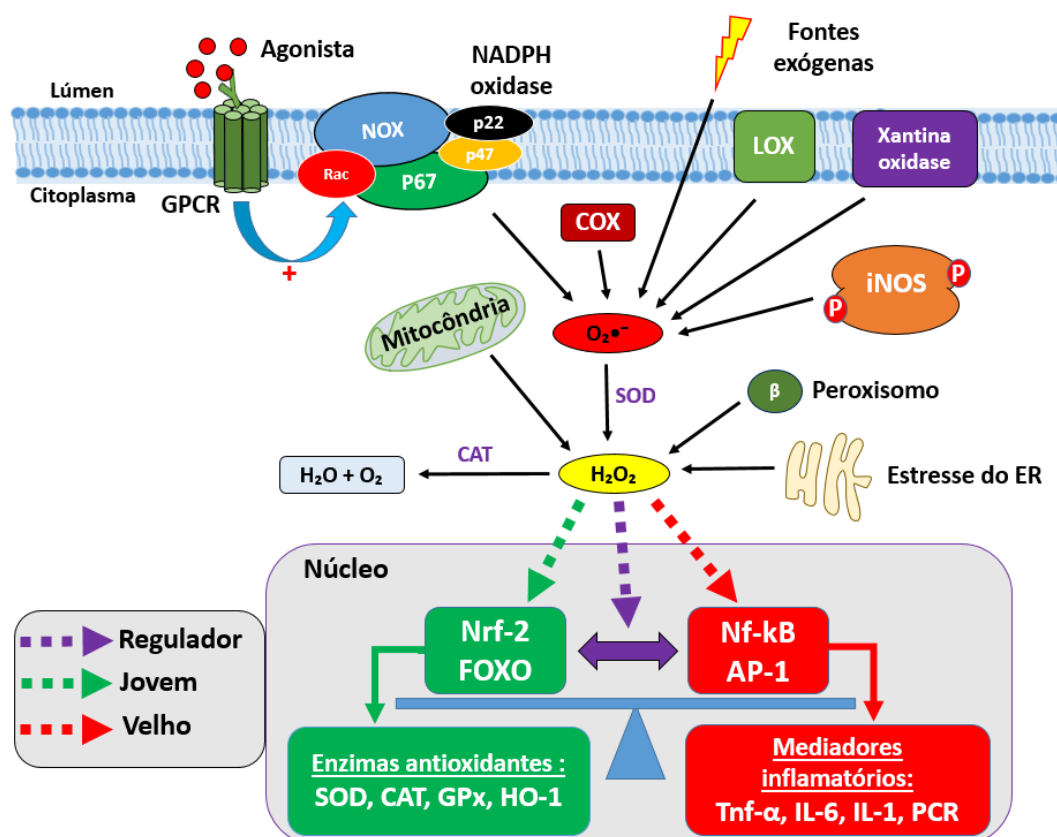 Agonista
Lúmen
Citoplasma
GPCR
+
NADPH
oxidase
NOX
p22
p47
Rac
P67
Fontes
exógenas
LOX
Xantina
oxidase
COX
iNOS
P
P
Mitocôndria
O₂•⁻
SOD
β
Peroxisomo
CAT
H₂O + O₂
H₂O₂
Estresse do ER
Núcleo
Regulador
Jovem
Velho
Nrf-2
FOXO
Nf-kB
AP-1
Enzimas antioxidantes :
SOD, CAT, GPx, HO-1
Mediadores
inflamatórios:
Tnf-α, IL-6, IL-1, PCR